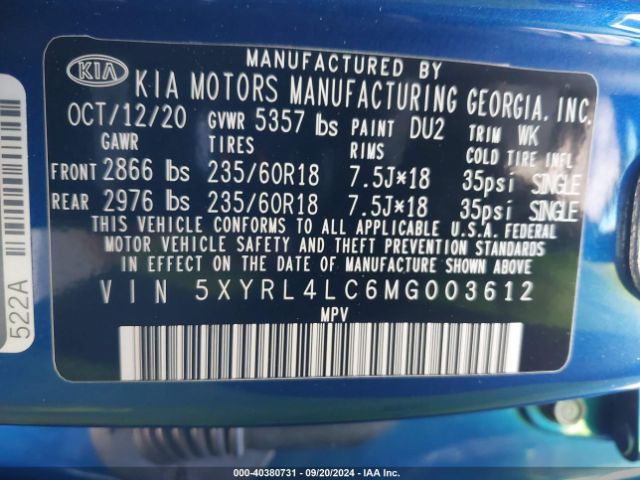 MANUFACTURED BY
KIA KIA MOTORS MANUFACTURING GEORGIA, INC.
OCT/12/20 GVWR 5357 lbs PAINT DU2 TRIM WK
GAWR TIRES RIMS COLD TIRE INFL
FRONT 2866 lbs 235/60R18 7.5J×18 35psi SINGLE
REAR 2976 lbs 235/60R18 7.5J×18 35psi SINGLE
THIS VEHICLE CONFORMS TO ALL APPLICABLE U.S.A. FEDERAL
MOTOR VEHICLE SAFETY AND THEFT PREVENTION STANDARDS
IN EFFECT ON THE DATE OF MANUFACTURE SHOWN ABOVE
VIN 5XYRL4LC6MG003612
MPV
522A
000-40380731 - 09/20/2024 - IAA Inc.